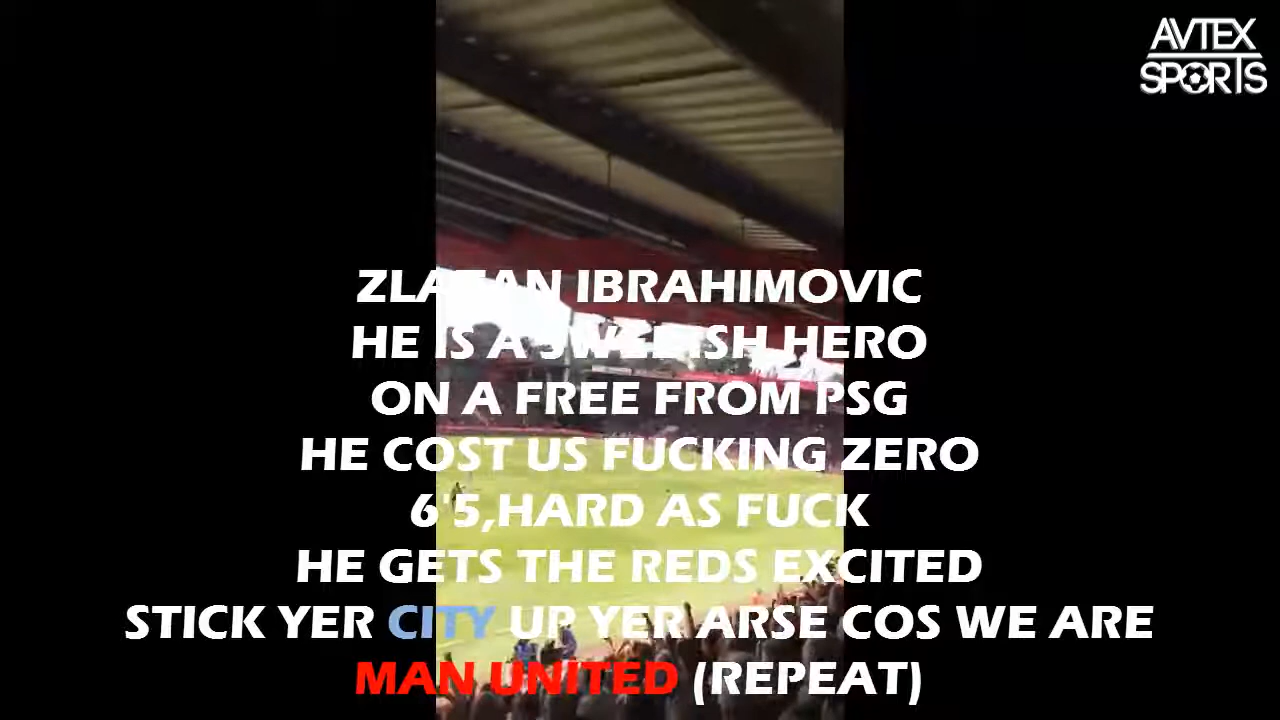 AVTEX
SPORTS
ZLATAN IBRAHIMOVIC
HE IS A SWEDISH HERO
ON A FREE FROM PSG
HE COST US FUCKING ZERO
6'5,HARD AS FUCK
HE GETS THE REDS EXCITED
STICK YER CITY UP YER ARSE COS WE ARE
MAN UNITED (REPEAT)